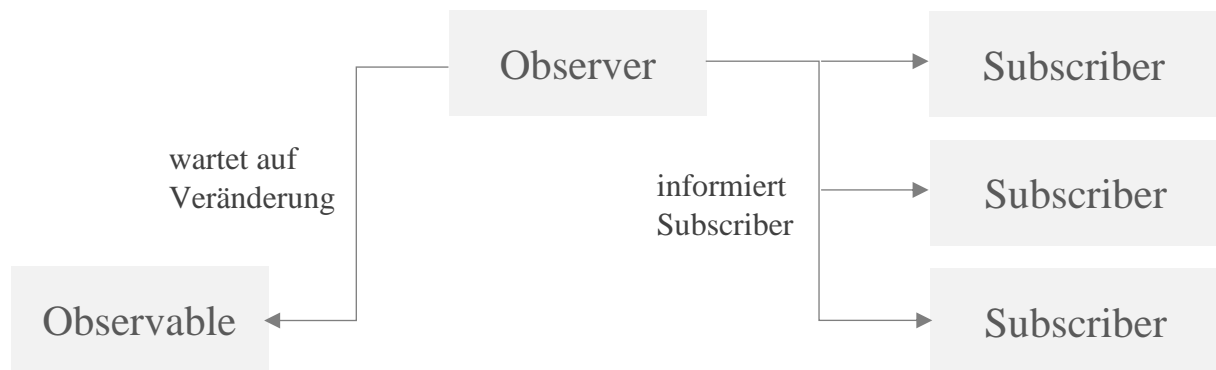 Observer
Subscriber
wartet auf
Veränderung
informiert
Subscriber
Subscriber
Observable
Subscriber